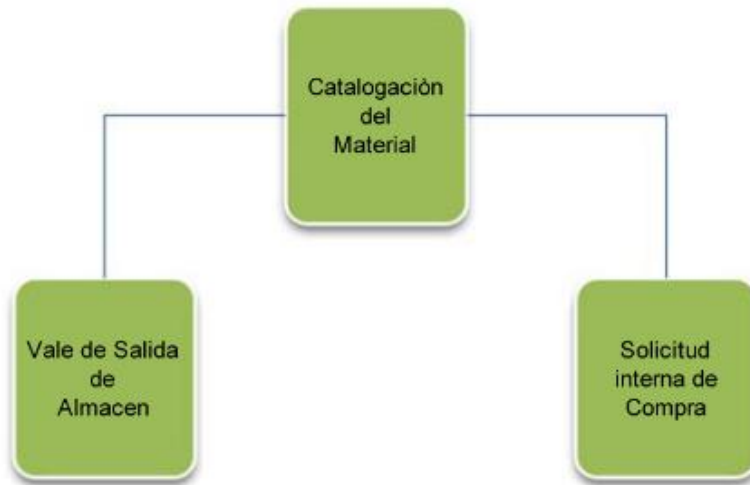 Catalogaciòn
del
Material
Vale de Salida
de
Almacen
Solicitud
interna de
Compra